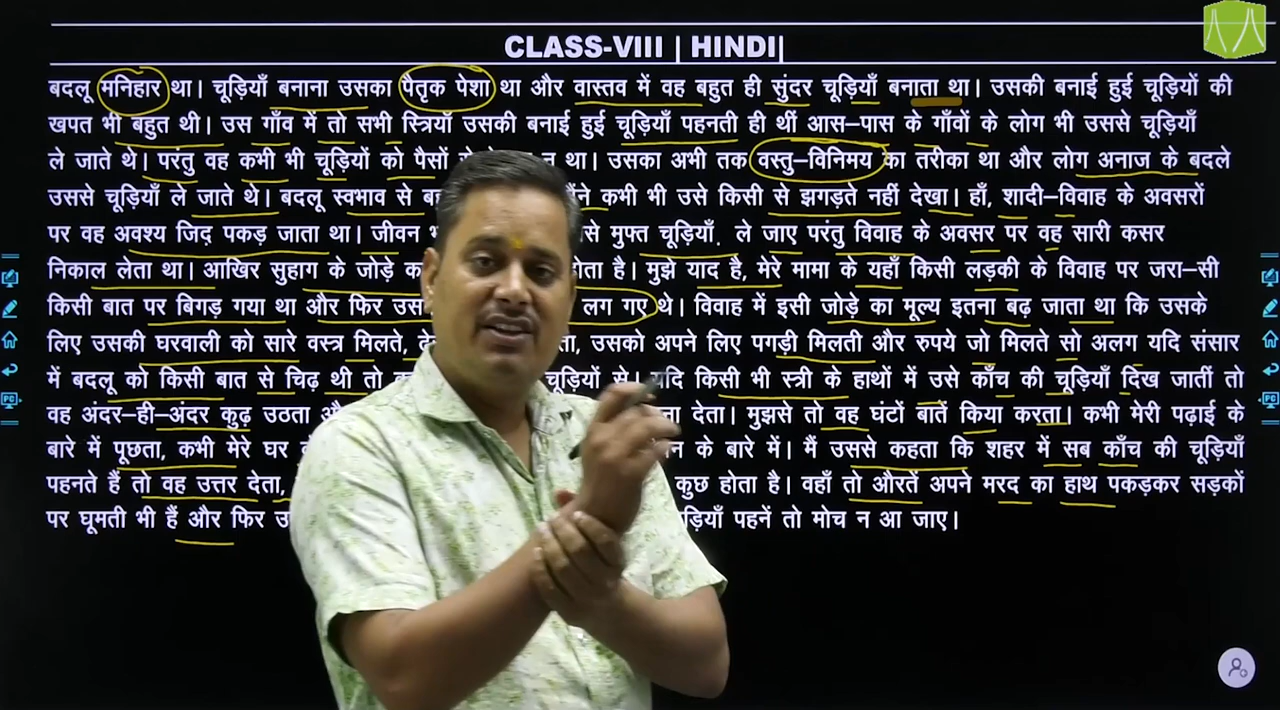 CLASS-VIII | HINDI|
बदलू मनिहार था। चूड़ियाँ बनाना उसका पैतृक पेशा था और वास्तव में वह बहुत ही सुंदर चूड़ियाँ बनाता था। उसकी बनाई हुई चूड़ियों की
खपत भी बहुत थी। उस गाँव में तो सभी स्त्रियाँ उसकी बनाई हुई चूड़ियाँ पहनती ही थीं आस–पास के गाँवों के लोग भी उससे चूड़ियाँ
ले जाते थे। परंतु वह कभी भी चूड़ियों को पैसों न था। उसका अभी तक वस्तु–विनिमय का तरीका था और लोग अनाज के बदले
उससे चूड़ियाँ ले जाते थे। बदलू स्वभाव से कभी भी उसे किसी से झगड़ते नहीं देखा। हाँ, शादी–विवाह के अवसरों
पर वह अवश्य जिद़ पकड़ जाता था। जीवन से मुफ्त चूड़ियाँ. ले जाए परंतु विवाह के अवसर पर वह सारी कसर
निकाल लेता था। आखिर सुहाग के जोड़े होता है। मुझे याद है, मेरे मामा के यहाँ किसी लड़की के विवाह पर जरा–सी
किसी बात पर बिगड़ गया था और फिर लग गए थे। विवाह में इसी जोड़े का मूल्य इतना बढ़ जाता था कि उसके
लिए उसकी घरवाली को सारे वस्त्र मिलते, उसको अपने लिए पगड़ी मिलती और रुपये जो मिलते सो अलग यदि संसार
में बदलू को किसी बात से चिढ़ थी तो चूड़ियों से। यदि किसी भी स्त्री के हाथों में उसे काँच की चूड़ियाँ दिख जातीं तो
वह अंदर–ही–अंदर कुढ़ उठता देता। मुझसे तो वह घंटों बातें किया करता। कभी मेरी पढ़ाई के
बारे में पूछता, कभी मेरे घर के बारे में। मैं उससे कहता कि शहर में सब काँच की चूड़ियाँ
पहनते हैं तो वह उत्तर देता, कुछ होता है। वहाँ तो औरतें अपने मरद का हाथ पकड़कर सड़कों
पर घूमती भी हैं और फिर पहनें तो मोच न आ जाए।